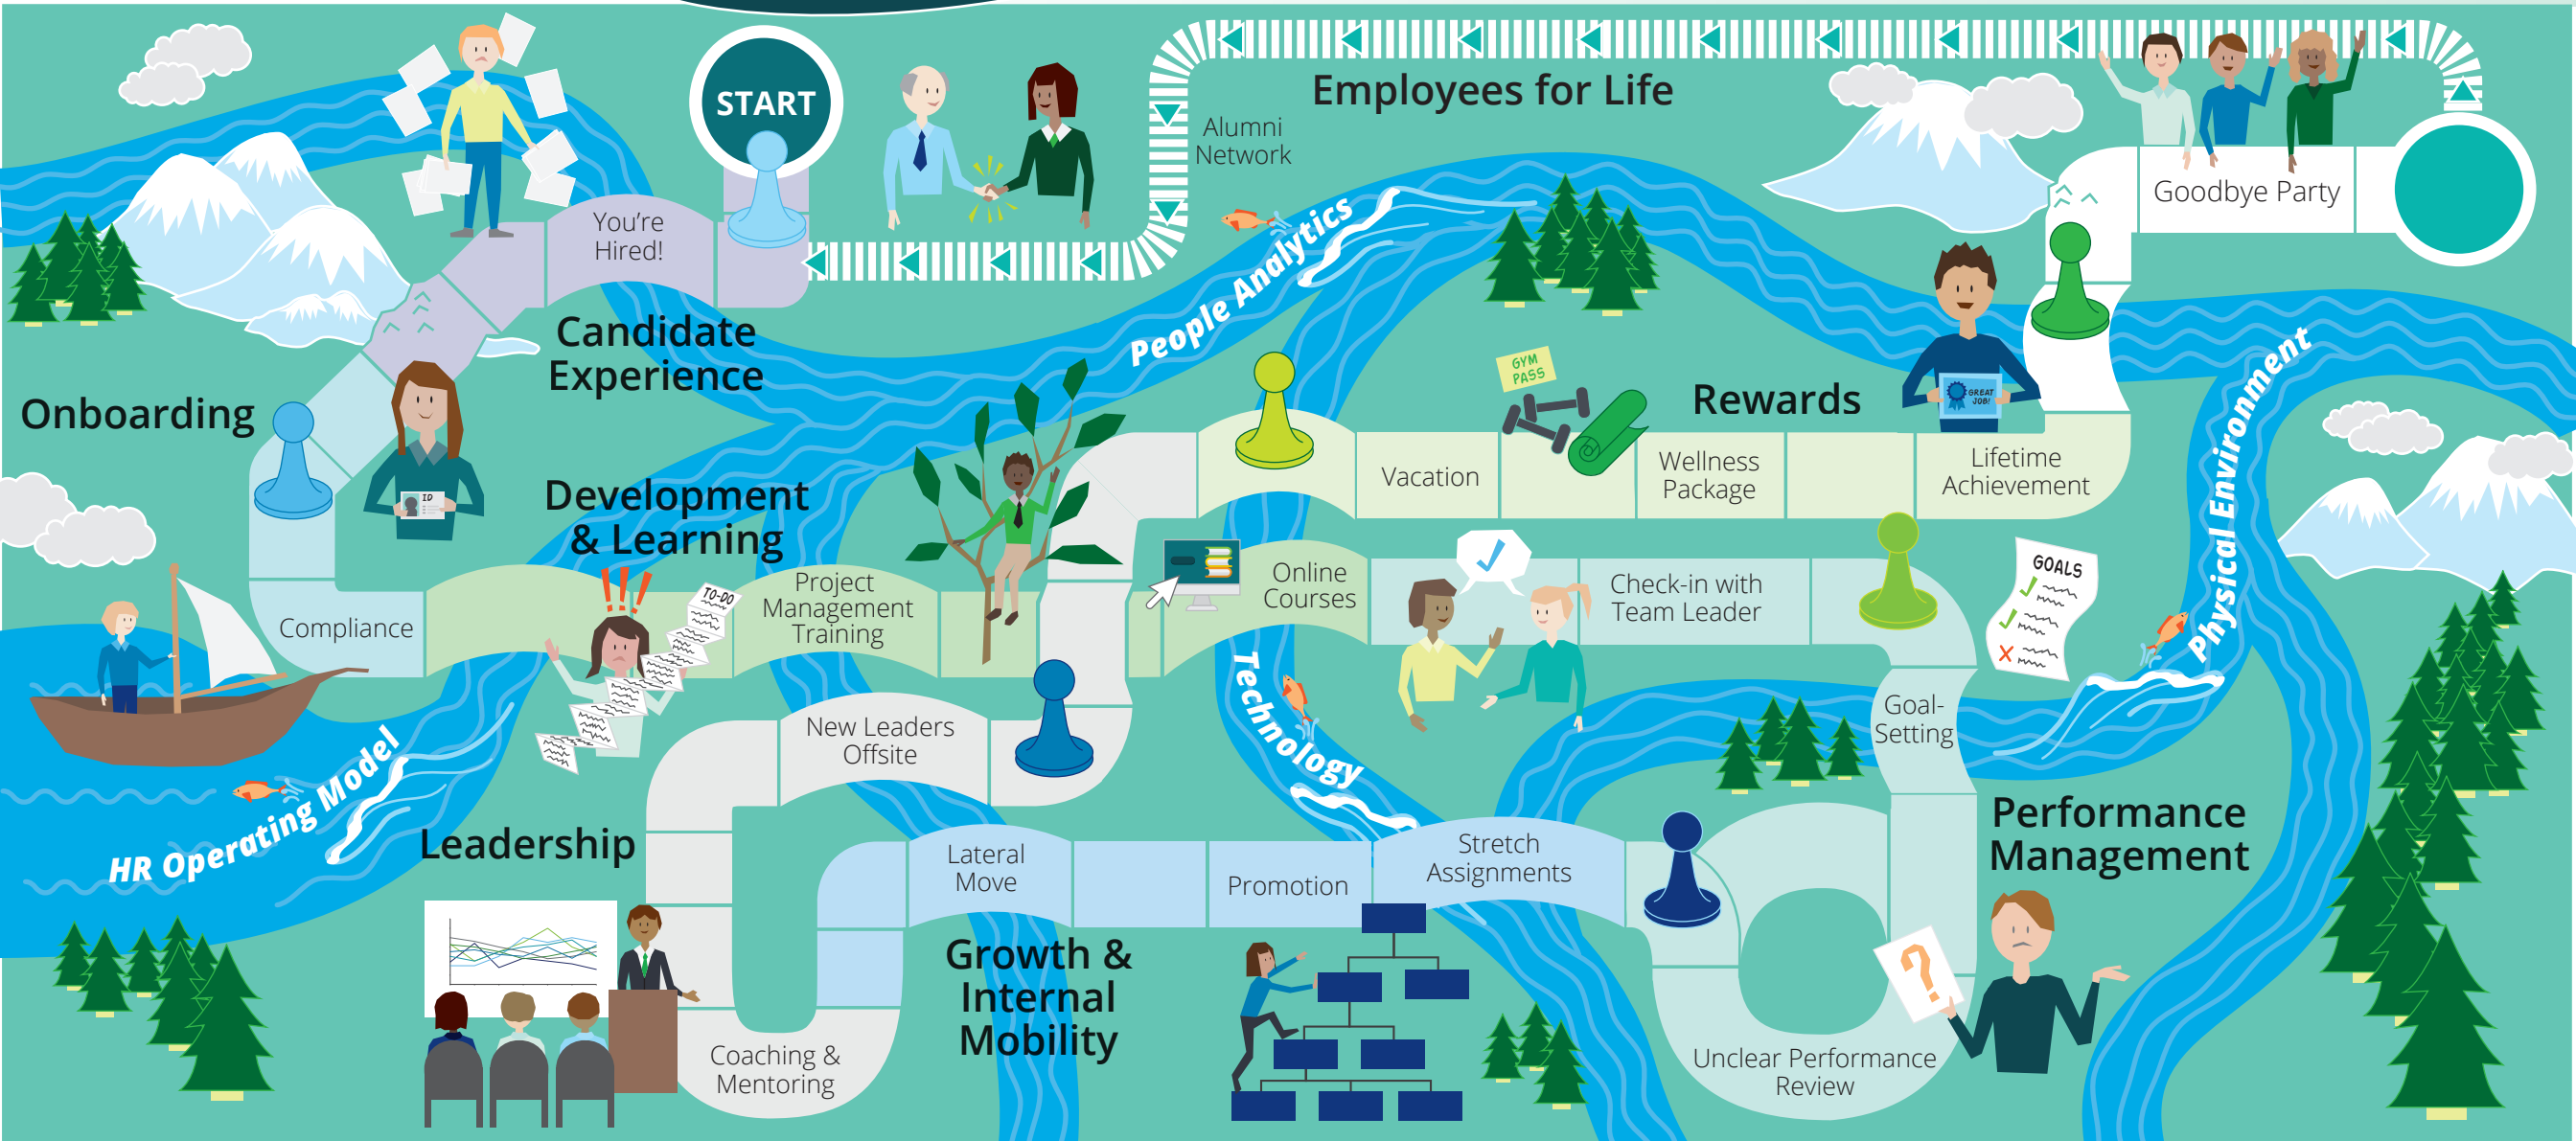 START
Employees for Life
Alumni
Network
Goodbye Party
You're
Hired!
People Analytics
Candidate
Experience
Onboarding
ID
Compliance
Development
& Learning
TO-DO
Project
Management
Training
Online
Courses
Check-in with
Team Leader
GOALS
Goal-
Setting
Performance
Management
Unclear Performance
Review
?
Stretch
Assignments
Promotion
Lateral
Move
Growth &
Internal
Mobility
Coaching &
Mentoring
Leadership
New Leaders
Offsite
Vacation
GYM
PASS
Wellness
Package
Rewards
GREAT
JOB!
Lifetime
Achievement
Physical Environment
Technology
HR Operating Model